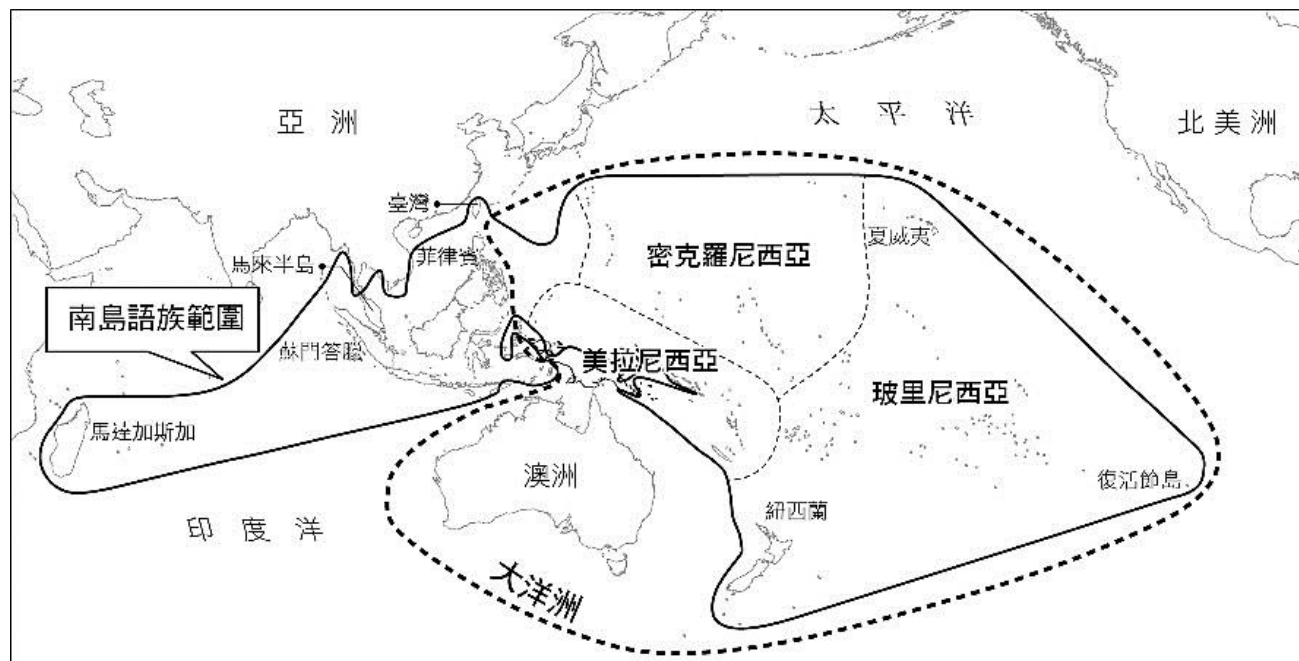 亞洲
太平洋
北美洲
臺灣
夏威夷
馬來半島
菲律賓
密克羅尼西亞
南島語族範圍
蘇門答臘
美拉尼西亞
玻里尼西亞
馬達加斯加
澳洲
復活節島
紐西蘭
印度洋
大洋洲